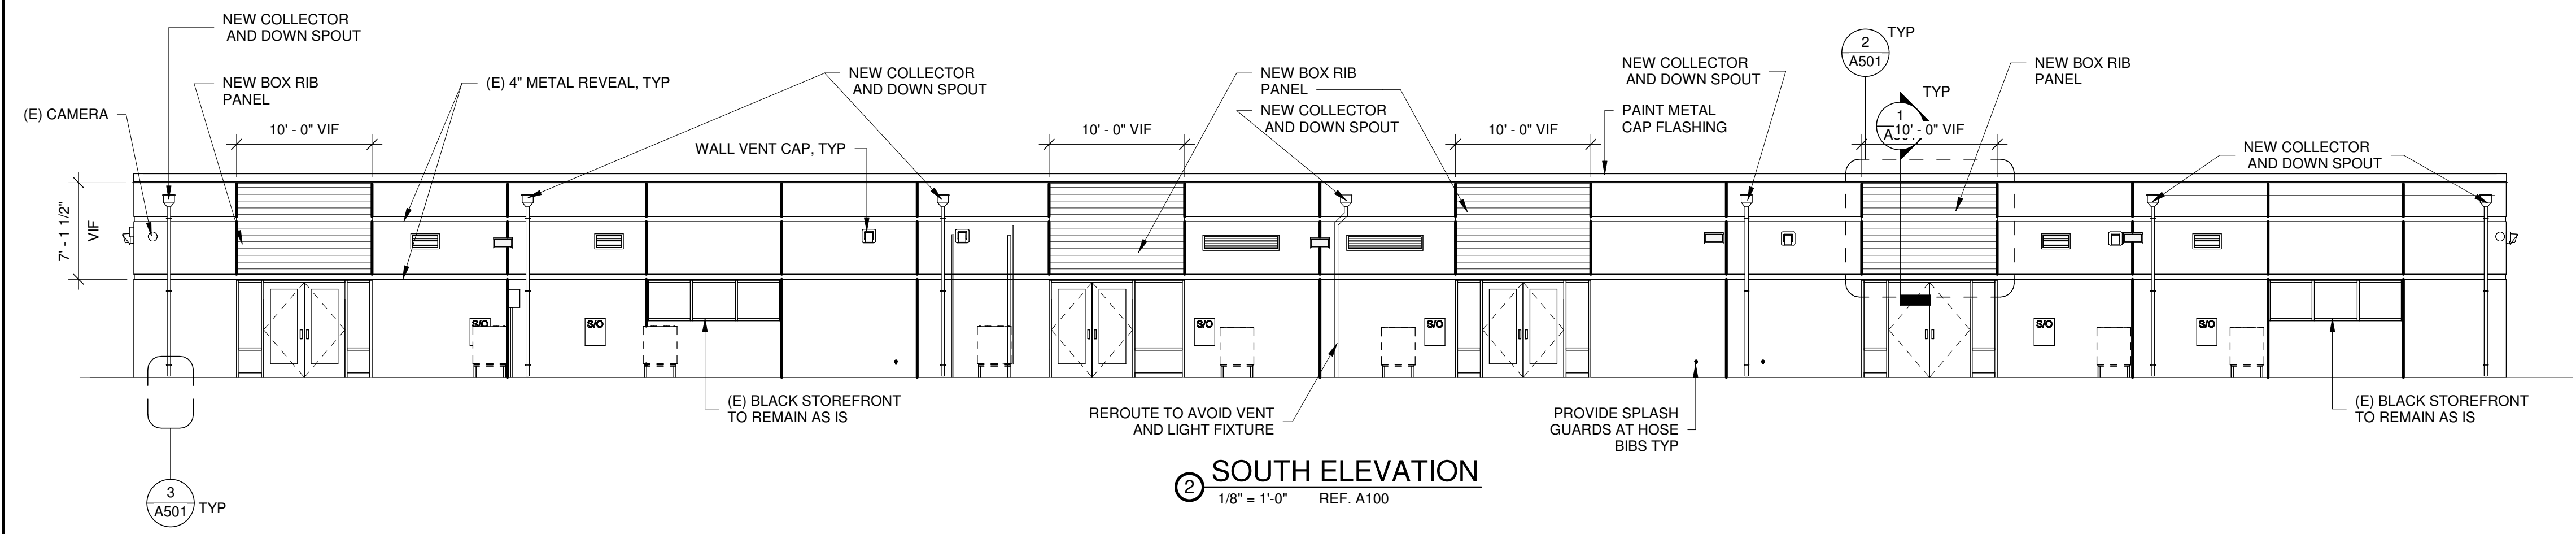 NEW COLLECTOR
AND DOWN SPOUT
NEW BOX RIB
PANEL
(E) CAMERA
10' - 0" VIF
(E) 4" METAL REVEAL, TYP
NEW COLLECTOR
AND DOWN SPOUT
WALL VENT CAP, TYP
10' - 0" VIF
NEW BOX RIB
PANEL
NEW COLLECTOR
AND DOWN SPOUT
10' - 0" VIF
NEW COLLECTOR
AND DOWN SPOUT
PAINT METAL
CAP FLASHING
2
A501
TYP
1
TYP
10' - 0" VIF
NEW BOX RIB
PANEL
NEW COLLECTOR
AND DOWN SPOUT
7' - 1 1/2"
VIF
S/O
S/O
S/O
S/O
S/O
S/O
(E) BLACK STOREFRONT
TO REMAIN AS IS
REROUTE TO AVOID VENT
AND LIGHT FIXTURE
PROVIDE SPLASH
GUARDS AT HOSE
BIBS TYP
(E) BLACK STOREFRONT
TO REMAIN AS IS
3
A501
TYP
2
SOUTH ELEVATION
1/8" = 1'-0"
REF. A100